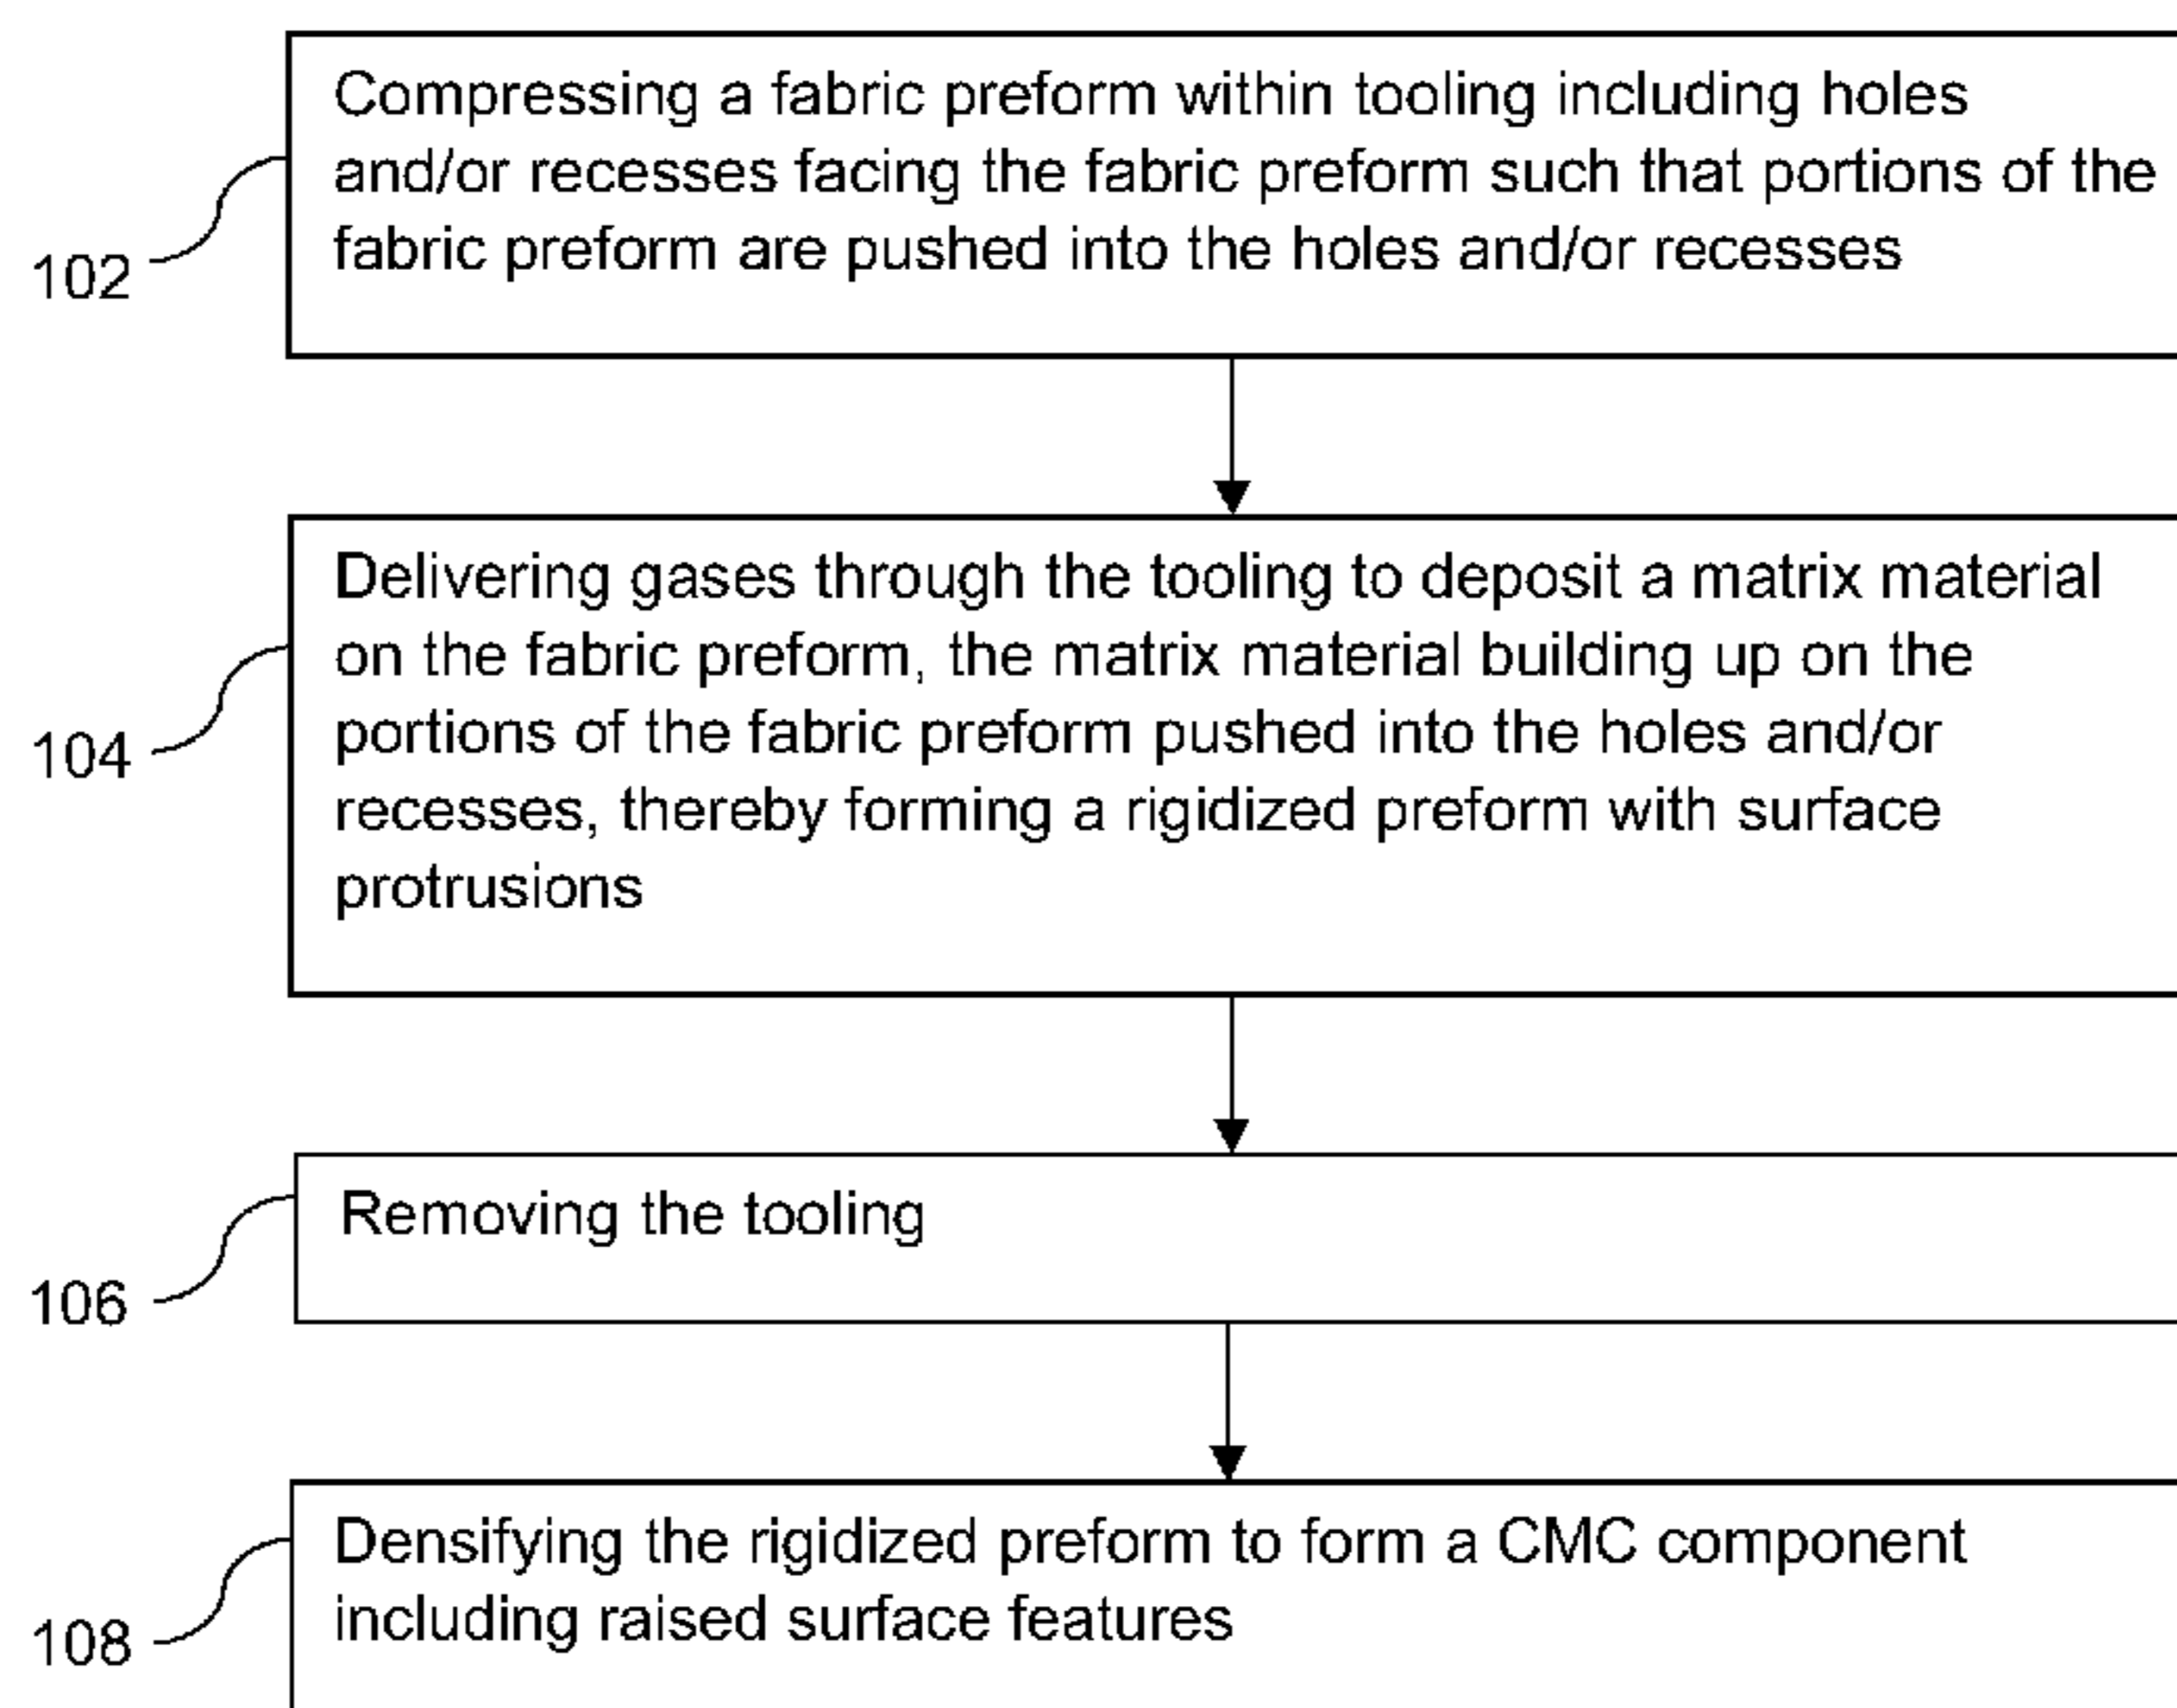 Compressing a fabric preform within tooling including holes
and/or recesses facing the fabric preform such that portions of the
fabric preform are pushed into the holes and/or recesses
102
Delivering gases through the tooling to deposit a matrix material
on the fabric preform, the matrix material building up on the
portions of the fabric preform pushed into the holes and/or
recesses, thereby forming a rigidized preform with surface
protrusions
104
Removing the tooling
106
Densifying the rigidized preform to form a CMC component
including raised surface features
108